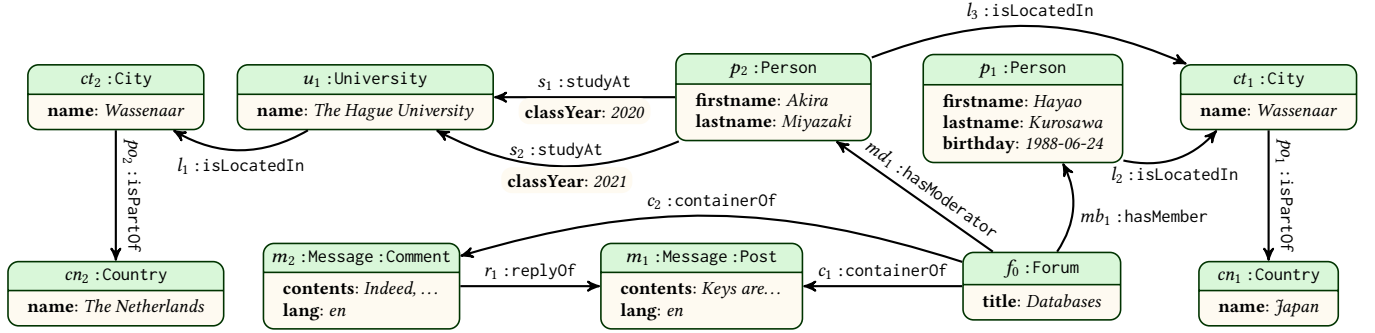 l3 :isLocatedIn
ct2 :City
name: Wassenaar
u1 :University
name: The Hague University
s1 :studyAt
classYear: 2020
p2 :Person
firstname: Akira
lastname: Miyazaki
p1 :Person
firstname: Hayao
lastname: Kurosawa
birthday: 1988-06-24
ct1 :City
name: Wassenaar
po2 :isPartOf
l1 :isLocatedIn
s2 :studyAt
classYear: 2021
md1 :hasModerator
l2 :isLocatedIn
po1 :isPartOf
c2 :containerOf
mb1 :hasMember
cn2 :Country
name: The Netherlands
m2 :Message:Comment
contents: Indeed, ...
lang: en
r1 :replyOf
m1 :Message:Post
contents: Keys are...
lang: en
c1 :containerOf
f0 :Forum
title: Databases
cn1 :Country
name: Japan